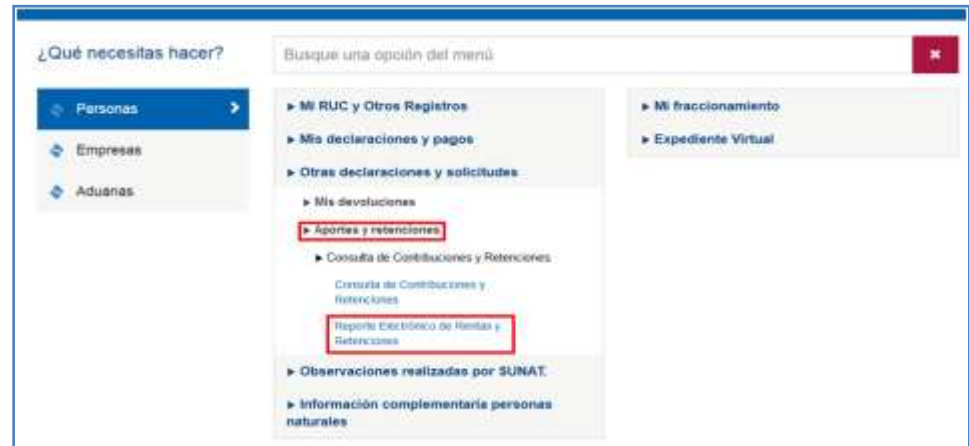 ¿Qué necesitas hacer?
Busque una opción del menú
Personas
Empresas
Aduanas
Mi RUC y Otros Registros
Mis declaraciones y pagos
Otras declaraciones y solicitudes
Mis devoluciones
Aportes y retenciones
Consulta de Contribuciones y Retenciones
Consulta de Contribuciones y
Retenciones
Reporte Electrónico de Rentas y
Retenciones
Observaciones realizadas por SUNAT.
Información complementaria personas
naturales
Mi fraccionamiento
Expediente Virtual